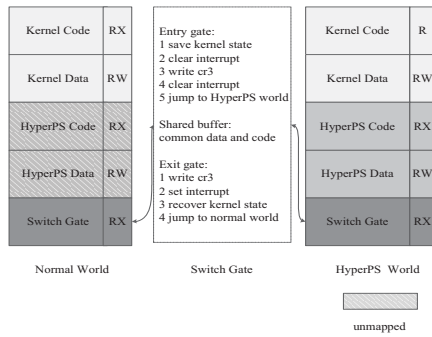 Kernel Code RX
Kernel Data RW
HyperPS Code RX
HyperPS Data RW
Switch Gate RX
Normal World
Entry gate:
1 save kernel state
2 clear interrupt
3 write cr3
4 clear interrupt
5 jump to HyperPS world
Shared buffer:
common data and code
Exit gate:
1 write cr3
2 set interrupt
3 recover kernel state
4 jump to normal world
Switch Gate
Kernel Code R
Kernel Data RW
HyperPS Code RX
HyperPS Data RW
Switch Gate RX
HyperPS World
unmapped